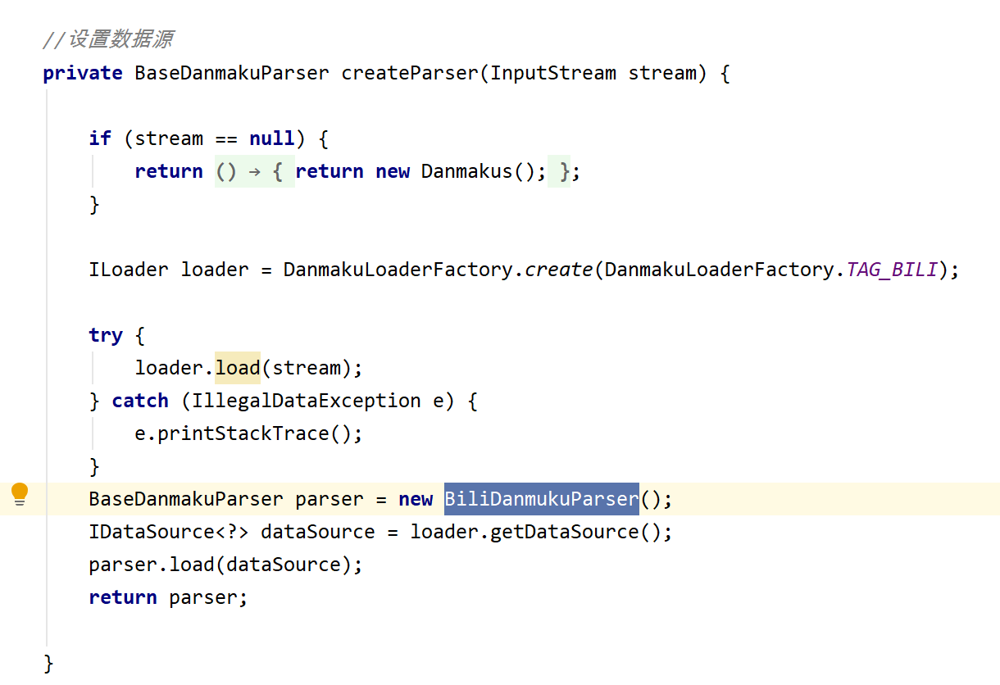 //设置数据源
private BaseDanmakuParser createParser(InputStream stream) {
if (stream == null) {
return () → { return new Danmakus(); };
}
ILoader loader = DanmakuLoaderFactory.create(DanmakuLoaderFactory.TAG_BILI);
try {
loader.load(stream);
} catch (IllegalDataException e) {
e.printStackTrace();
}
BaseDanmakuParser parser = new BiliDanmukuParser();
IDataSource<?> dataSource = loader.getDataSource();
parser.load(dataSource);
return parser;
}